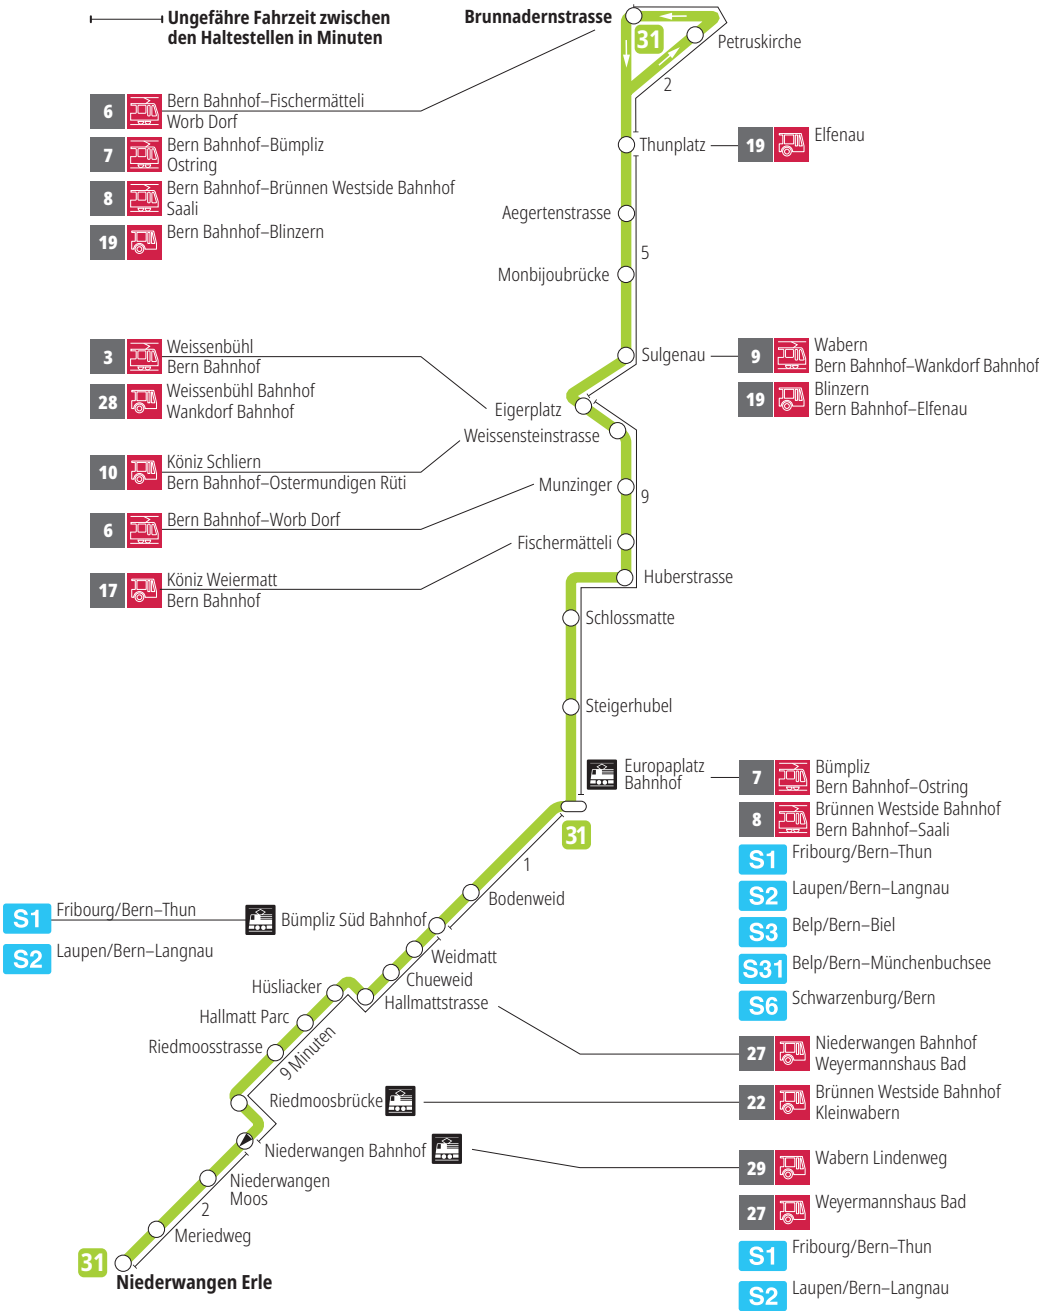 Ungefähre Fahrzeit zwischen
den Haltestellen in Minuten
Brunnadernstrasse
31
Petruskirche
2
6
Bern Bahnhof–Fischermätteli
Worb Dorf
7
Bern Bahnhof–Bümpliz
Ostring
8
Bern Bahnhof–Brünnen Westside Bahnhof
Saali
19
Bern Bahnhof–Blinzern
Thunplatz
19
Elfenau
Aegertenstrasse
5
Monbijoubrücke
Sulgenau
9
Wabern
Bern Bahnhof–Wankdorf Bahnhof
19
Blinzern
Bern Bahnhof–Elfenau
3
Weissenbühl
Bern Bahnhof
28
Weissenbühl Bahnhof
Wankdorf Bahnhof
Eigerplatz
Weissensteinstrasse
10
Köniz Schliern
Bern Bahnhof–Ostermundigen Rüti
Munzinger
9
6
Bern Bahnhof–Worb Dorf
Fischermätteli
17
Köniz Weiermatt
Bern Bahnhof
Huberstrasse
Schlossmatte
Steigerhubel
Europaplatz
Bahnhof
7
Bümpliz
Bern Bahnhof–Ostring
8
Brünnen Westside Bahnhof
Bern Bahnhof–Saali
S1
Fribourg/Bern–Thun
S2
Laupen/Bern–Langnau
S3
Belp/Bern–Biel
S31
Belp/Bern–Münchenbuchsee
S6
Schwarzenburg/Bern
31
1
Bodenweid
S1
Fribourg/Bern–Thun
S2
Laupen/Bern–Langnau
Bümpliz Süd Bahnhof
Weidmatt
Chueweid
Hallmattstrasse
27
Niederwangen Bahnhof
Weyermannshaus Bad
Hüsliacker
Hallmatt Parc
Riedmoosstrasse
9 Minuten
Riedmoosbrücke
22
Brünnen Westside Bahnhof
Kleinwabern
Niederwangen Bahnhof
29
Wabern Lindenweg
27
Weyermannshaus Bad
S1
Fribourg/Bern–Thun
S2
Laupen/Bern–Langnau
Niederwangen
Moos
2
Meriedweg
31
Niederwangen Erle